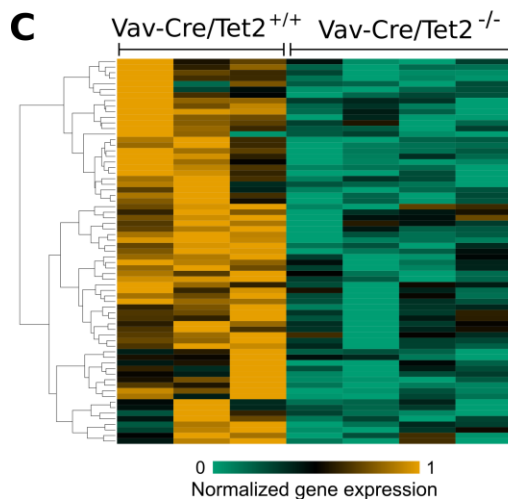 C
Vav-Cre/Tet2+/+ Vav-Cre/Tet2-/-
0 1
Normalized gene expression